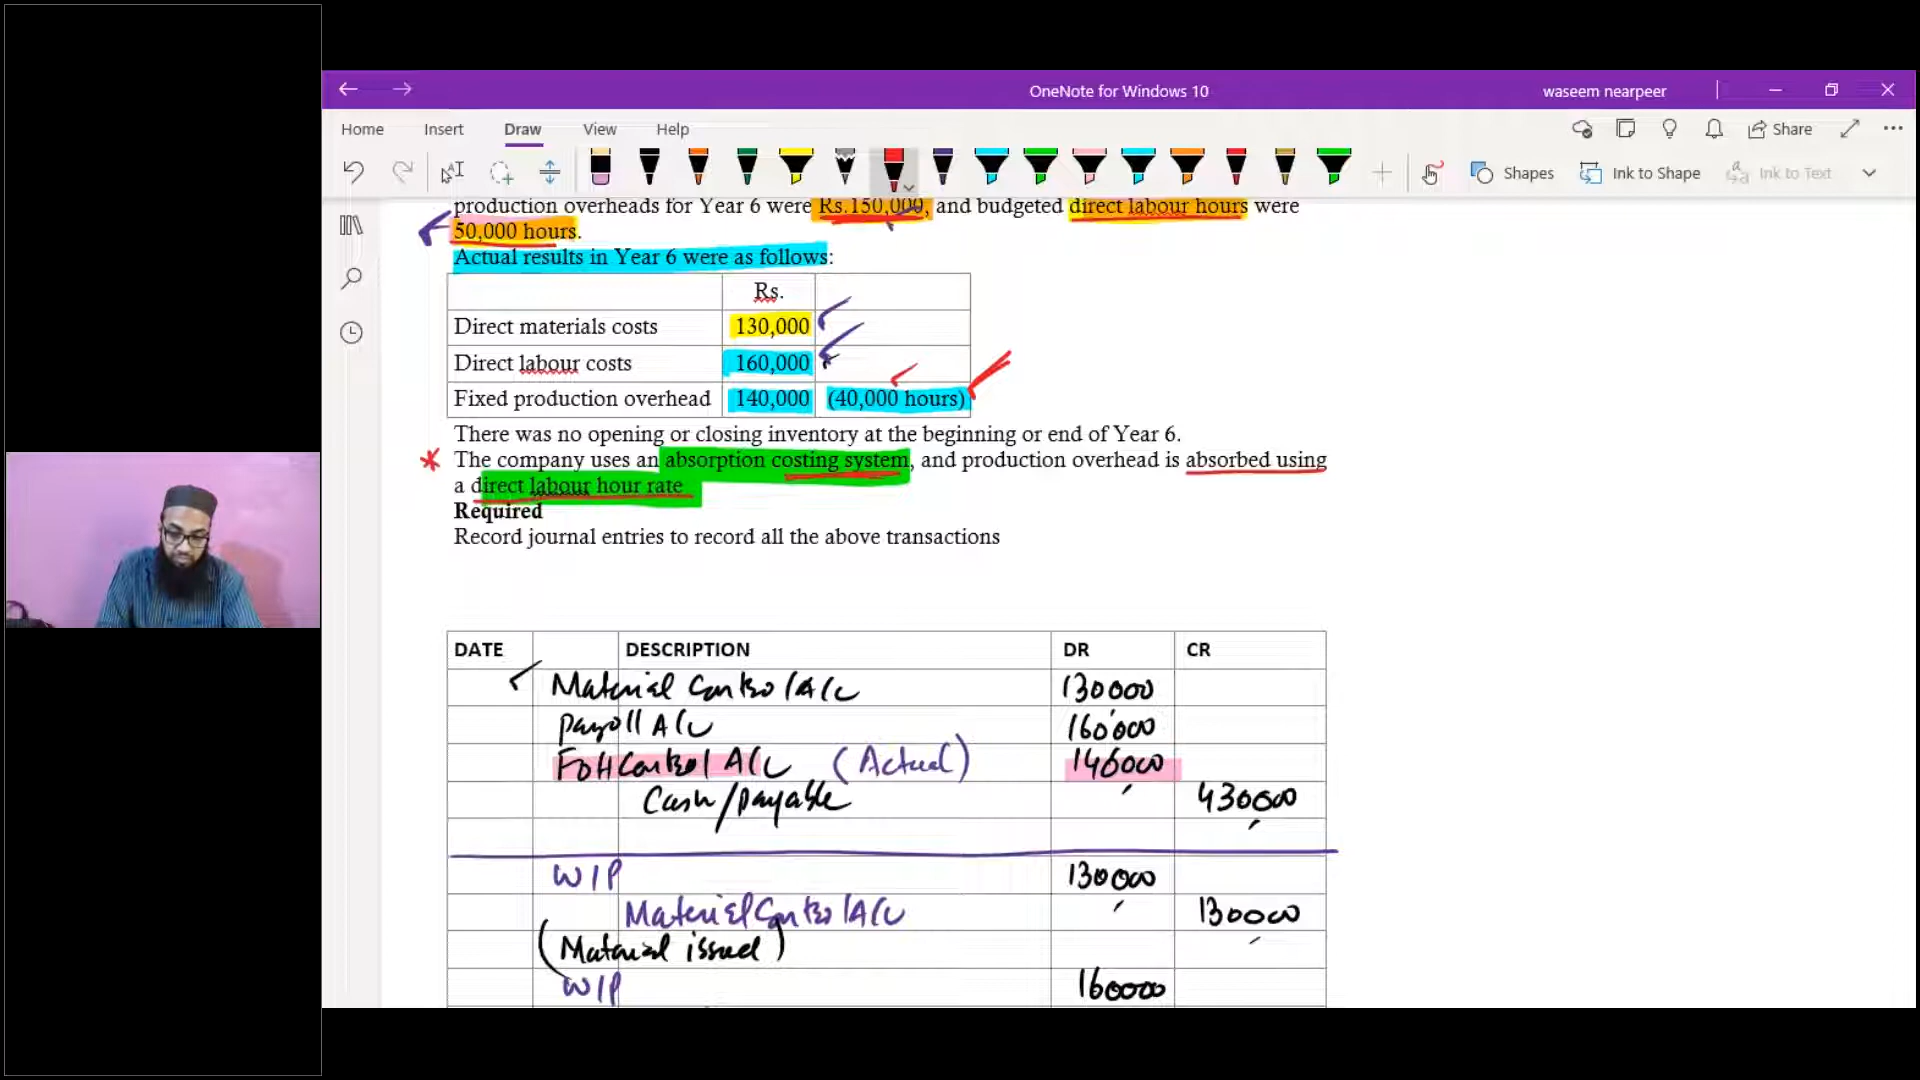 OneNote for Windows 10
waseem nearpeer
Home Insert Draw View Help
Share
Shapes
Ink to Shape
Ink to Text
production overheads for Year 6 were Rs.150,000, and budgeted direct labour hours were
50,000 hours.
Actual results in Year 6 were as follows:
Rs.
Direct materials costs 130,000
Direct labour costs 160,000
Fixed production overhead 140,000 (40,000 hours)
There was no opening or closing inventory at the beginning or end of Year 6.
* The company uses an absorption costing system, and production overhead is absorbed using
a direct labour hour rate
Required
Record journal entries to record all the above transactions
DATE DESCRIPTION DR CR
Material Control A/C 130000
payroll A/C 160000
FOH Control A/C (Actual) 140000
Cash/payable 430000
WIP 130000
Material Control A/C 130000
(Material issued)
WIP 160000